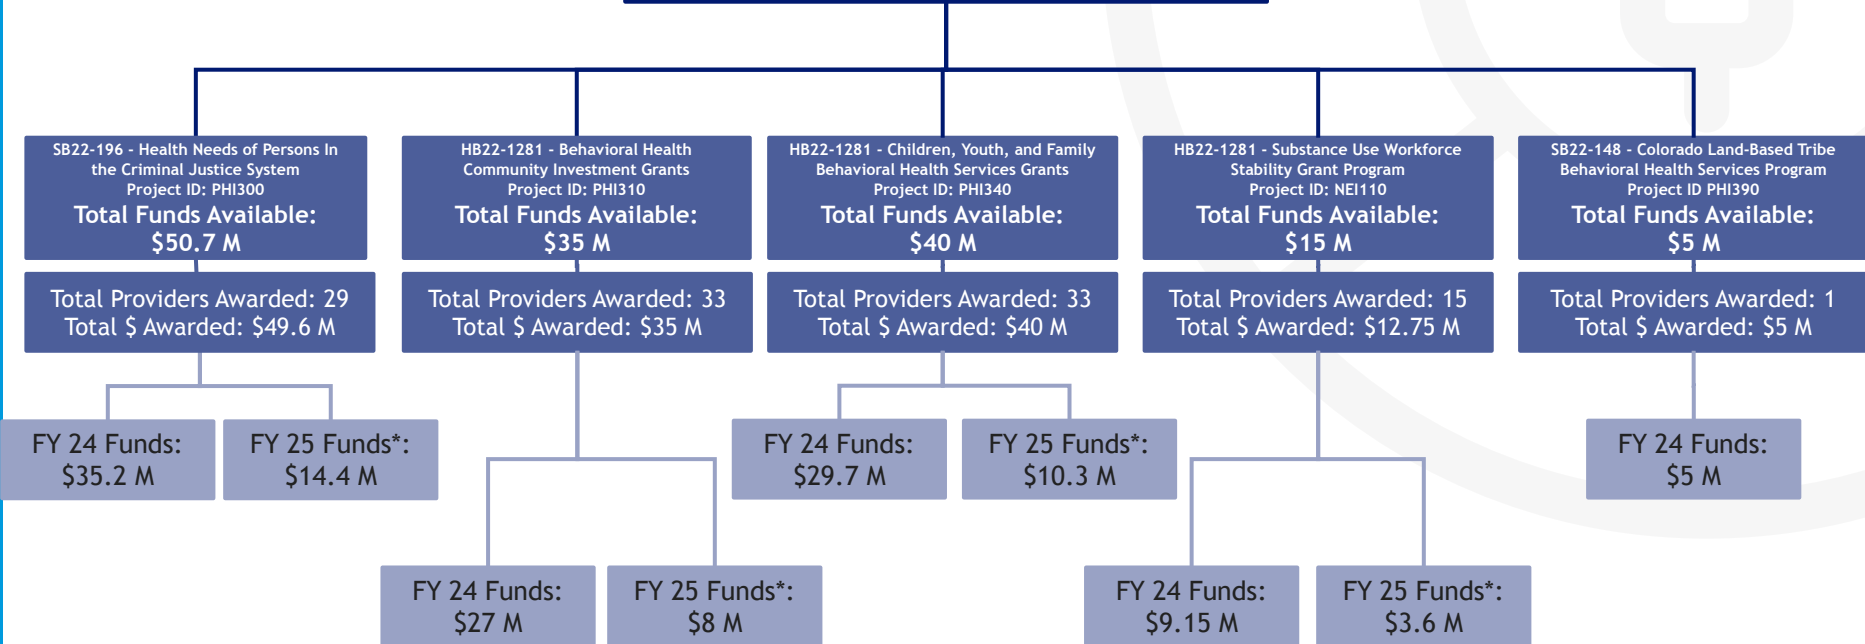 SB22-196 - Health Needs of Persons In
the Criminal Justice System
Project ID: PHI300
Total Funds Available:
$50.7 M
HB22-1281 - Behavioral Health
Community Investment Grants
Project ID: PHI310
Total Funds Available:
$35 M
HB22-1281 - Children, Youth, and Family
Behavioral Health Services Grants
Project ID: PHI340
Total Funds Available:
$40 M
HB22-1281 - Substance Use Workforce
Stability Grant Program
Project ID: NEI110
Total Funds Available:
$15 M
SB22-148 - Colorado Land-Based Tribe
Behavioral Health Services Program
Project ID PHI390
Total Funds Available:
$5 M
Total Providers Awarded: 29
Total $ Awarded: $49.6 M
Total Providers Awarded: 33
Total $ Awarded: $35 M
Total Providers Awarded: 33
Total $ Awarded: $40 M
Total Providers Awarded: 15
Total $ Awarded: $12.75 M
Total Providers Awarded: 1
Total $ Awarded: $5 M
FY 24 Funds:
$35.2 M
FY 25 Funds*:
$14.4 M
FY 24 Funds:
$29.7 M
FY 25 Funds*:
$10.3 M
FY 24 Funds:
$5 M
FY 24 Funds:
$27 M
FY 25 Funds*:
$8 M
FY 24 Funds:
$9.15 M
FY 25 Funds*:
$3.6 M